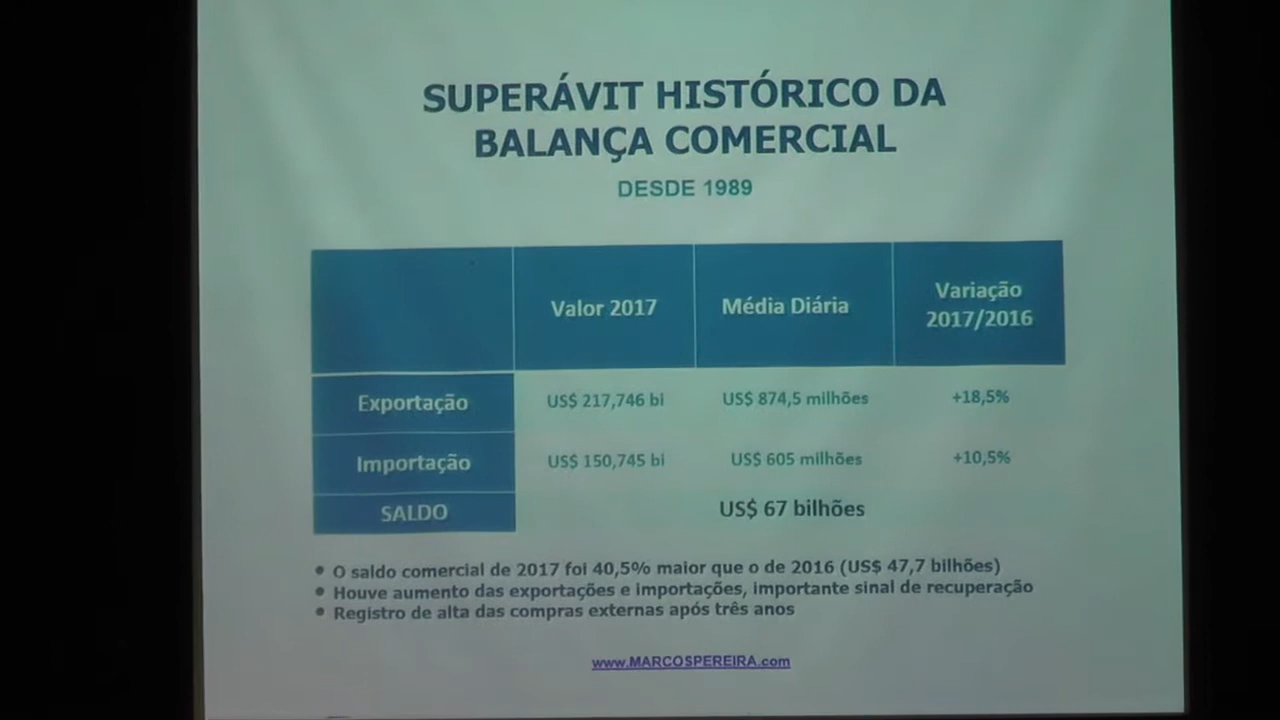 SUPERÁVIT HISTÓRICO DA
BALANÇA COMERCIAL
DESDE 1989
Valor 2017 Média Diária Variação 2017/2016
Exportação US$ 217,746 bi US$ 874,5 milhões +18,5%
Importação US$ 150,745 bi US$ 605 milhões +10,5%
SALDO US$ 67 bilhões
• O saldo comercial de 2017 foi 40,5% maior que o de 2016 (US$ 47,7 bilhões)
• Houve aumento das exportações e importações, importante sinal de recuperação
• Registro de alta das compras externas após três anos
www.MARCOSPEREIRA.com